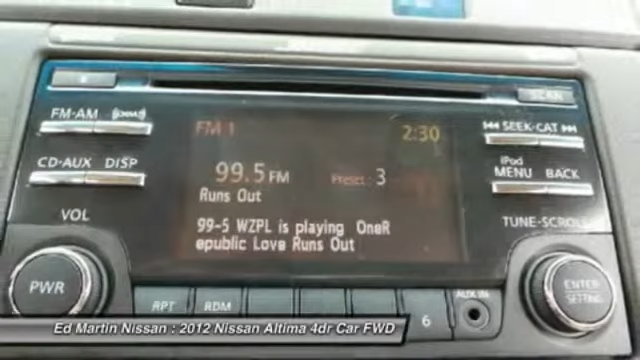 SCAN
FM·AM (((XM)))
SEEK·CAT
FM 1
2:30
CD·AUX DISP
iPod
MENU BACK
99.5 FM
Preset: 3
Runs Out
VOL
TUNE·SCROLL
99-5 WZPL is playing OneR
epublic Love Runs Out
PWR
ENTER
SETTING
RPT RDM
6
AUX IN
Ed Martin Nissan : 2012 Nissan Altima 4dr Car FWD